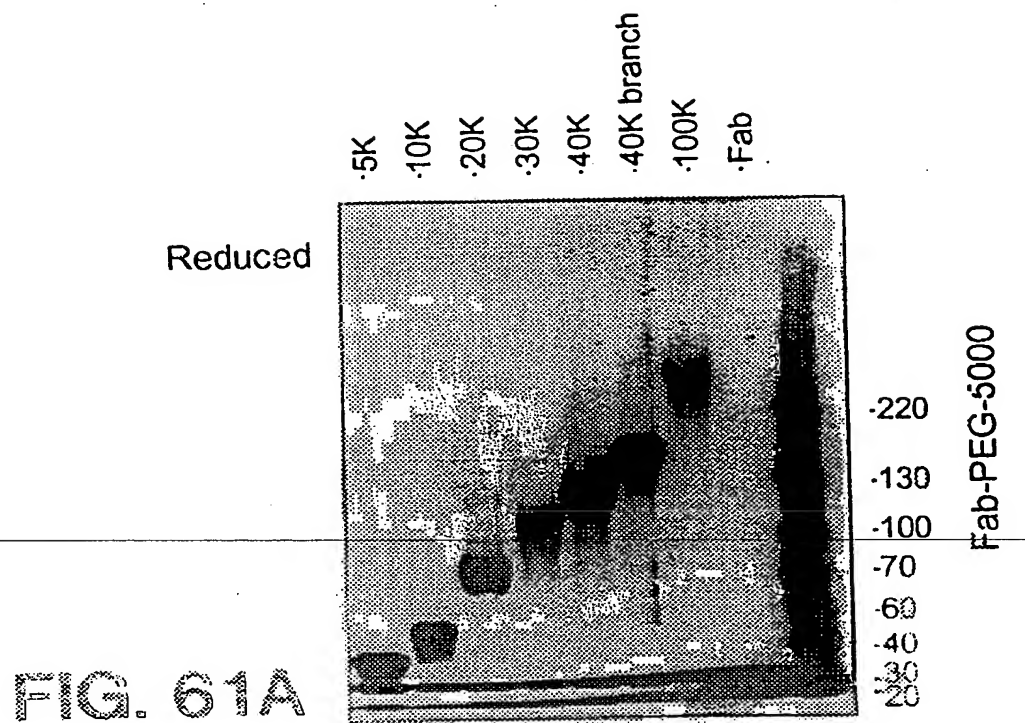 ·5K
·10K
·20K
·30K
·40K
·40K branch
·100K
·Fab
Reduced
-220
-130
-100
-70
-60
-40
-30
-20
Fab-PEG-5000
FIG. 61A